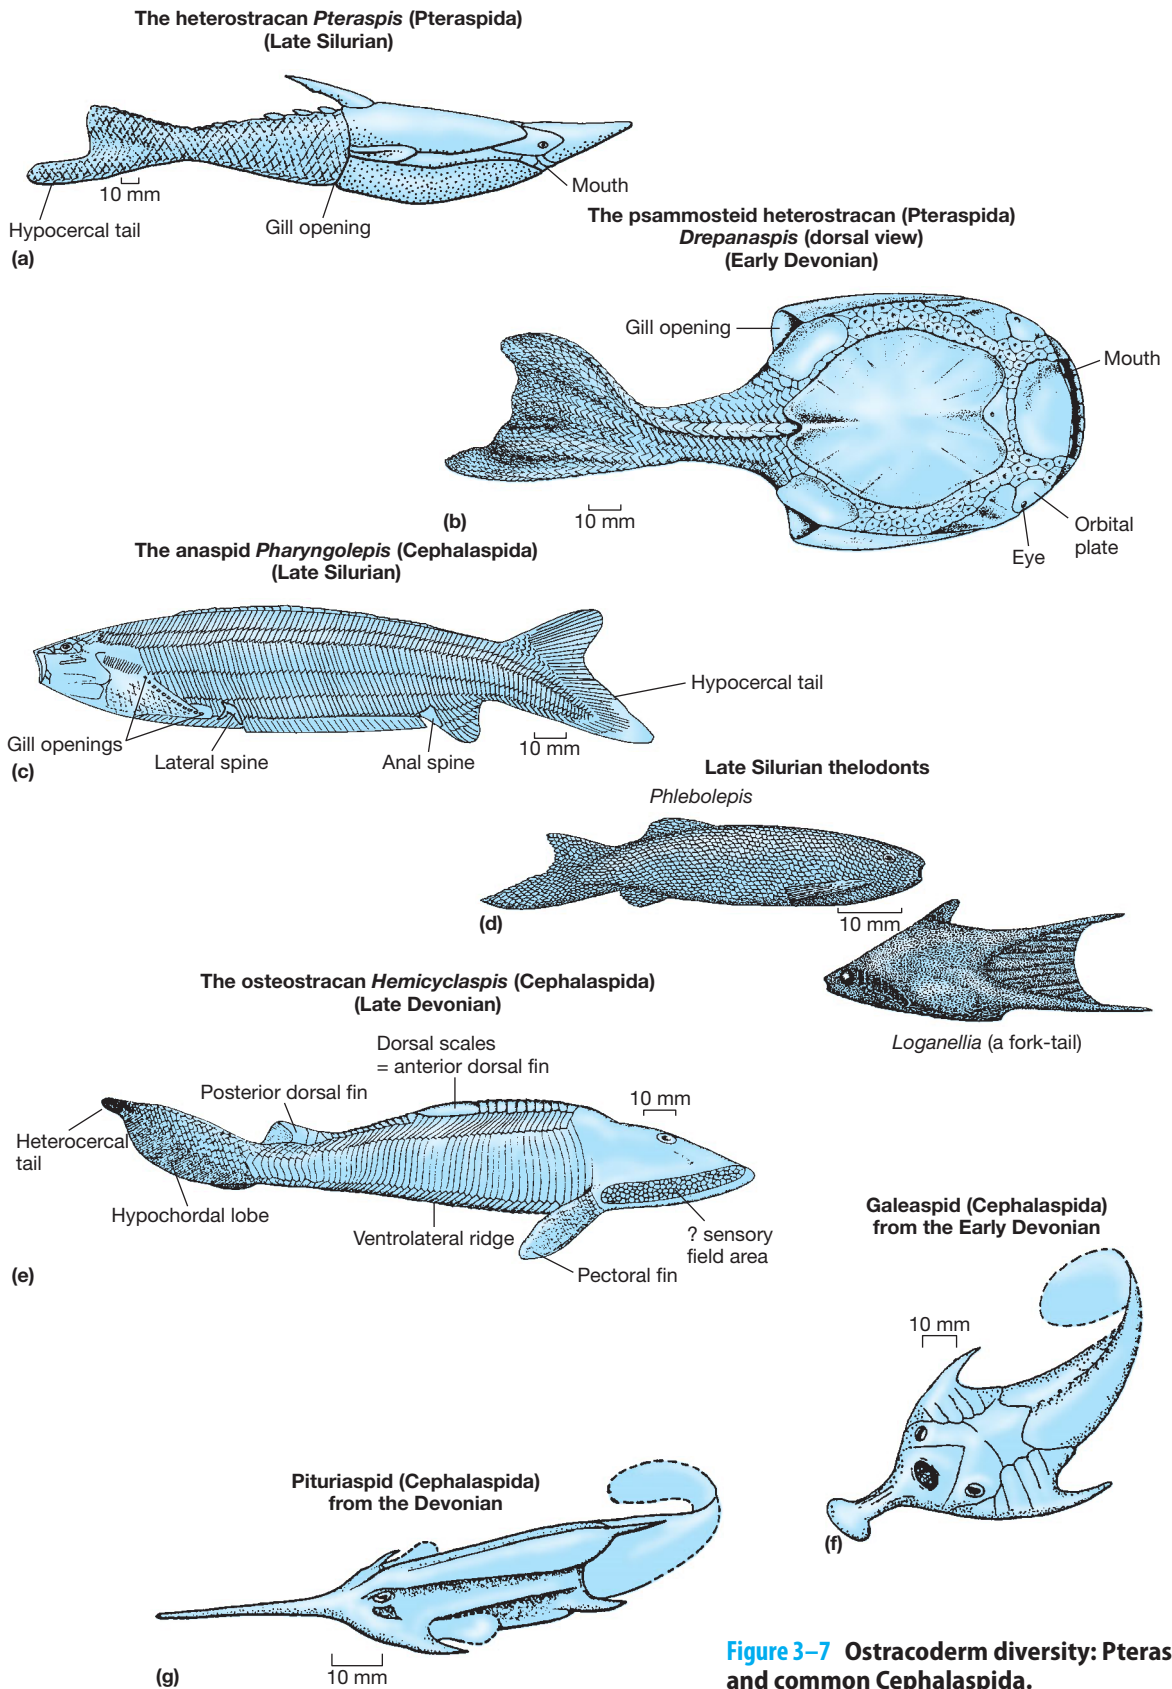 The heterostracan Pteraspis (Pteraspida)
(Late Silurian)
10 mm
Mouth
Hypocercal tail
Gill opening
(a)
The psammosteid heterostracan (Pteraspida)
Drepanaspis (dorsal view)
(Early Devonian)
Gill opening
Mouth
(b)
10 mm
Orbital
plate
Eye
The anaspid Pharyngolepis (Cephalaspida)
(Late Silurian)
Hypocercal tail
Gill openings
Lateral spine
Anal spine
10 mm
(c)
Late Silurian thelodonts
Phlebolepis
10 mm
(d)
Loganellia (a fork-tail)
The osteostracan Hemicyclaspis (Cephalaspida)
(Late Devonian)
Dorsal scales
= anterior dorsal fin
Posterior dorsal fin
10 mm
Heterocercal
tail
Hypochordal lobe
Ventrolateral ridge
? sensory
field area
Pectoral fin
(e)
Galeaspid (Cephalaspida)
from the Early Devonian
10 mm
(f)
Pituriaspid (Cephalaspida)
from the Devonian
10 mm
(g)
Figure 3–7 Ostracoderm diversity: Pteras
and common Cephalaspida.